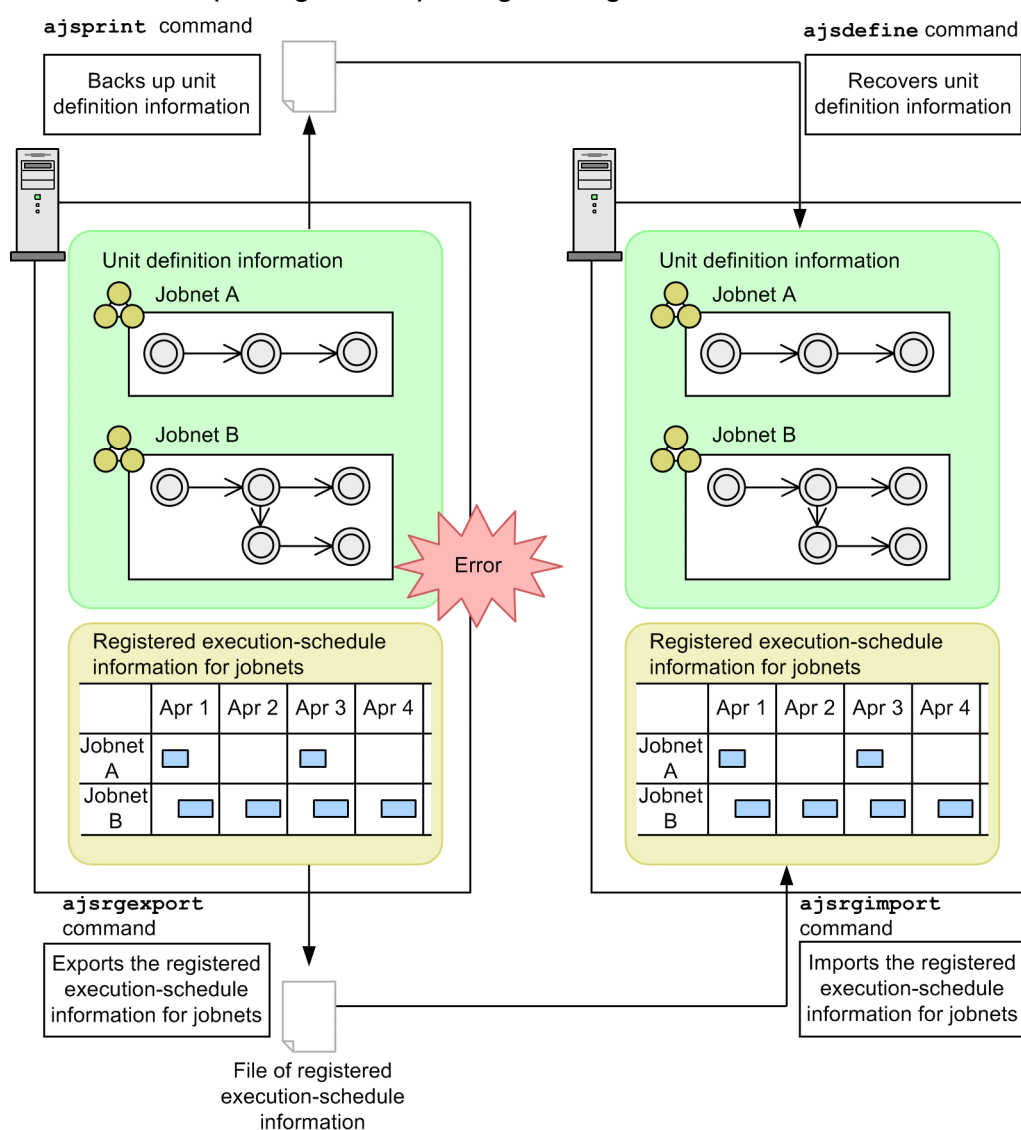 ajsprint command
Backs up unit
definition information
ajsdefine command
Recovers unit
definition information
Unit definition information
Jobnet A
Jobnet B
Error
Registered execution-schedule
information for jobnets
Apr 1 Apr 2 Apr 3 Apr 4
Jobnet
A
Jobnet
B
Unit definition information
Jobnet A
Jobnet B
Registered execution-schedule
information for jobnets
Apr 1 Apr 2 Apr 3 Apr 4
Jobnet
A
Jobnet
B
ajsrgexport
command
Exports the registered
execution-schedule
information for jobnets
File of registered
execution-schedule
information
ajsrgimport
command
Imports the registered
execution-schedule
information for jobnets